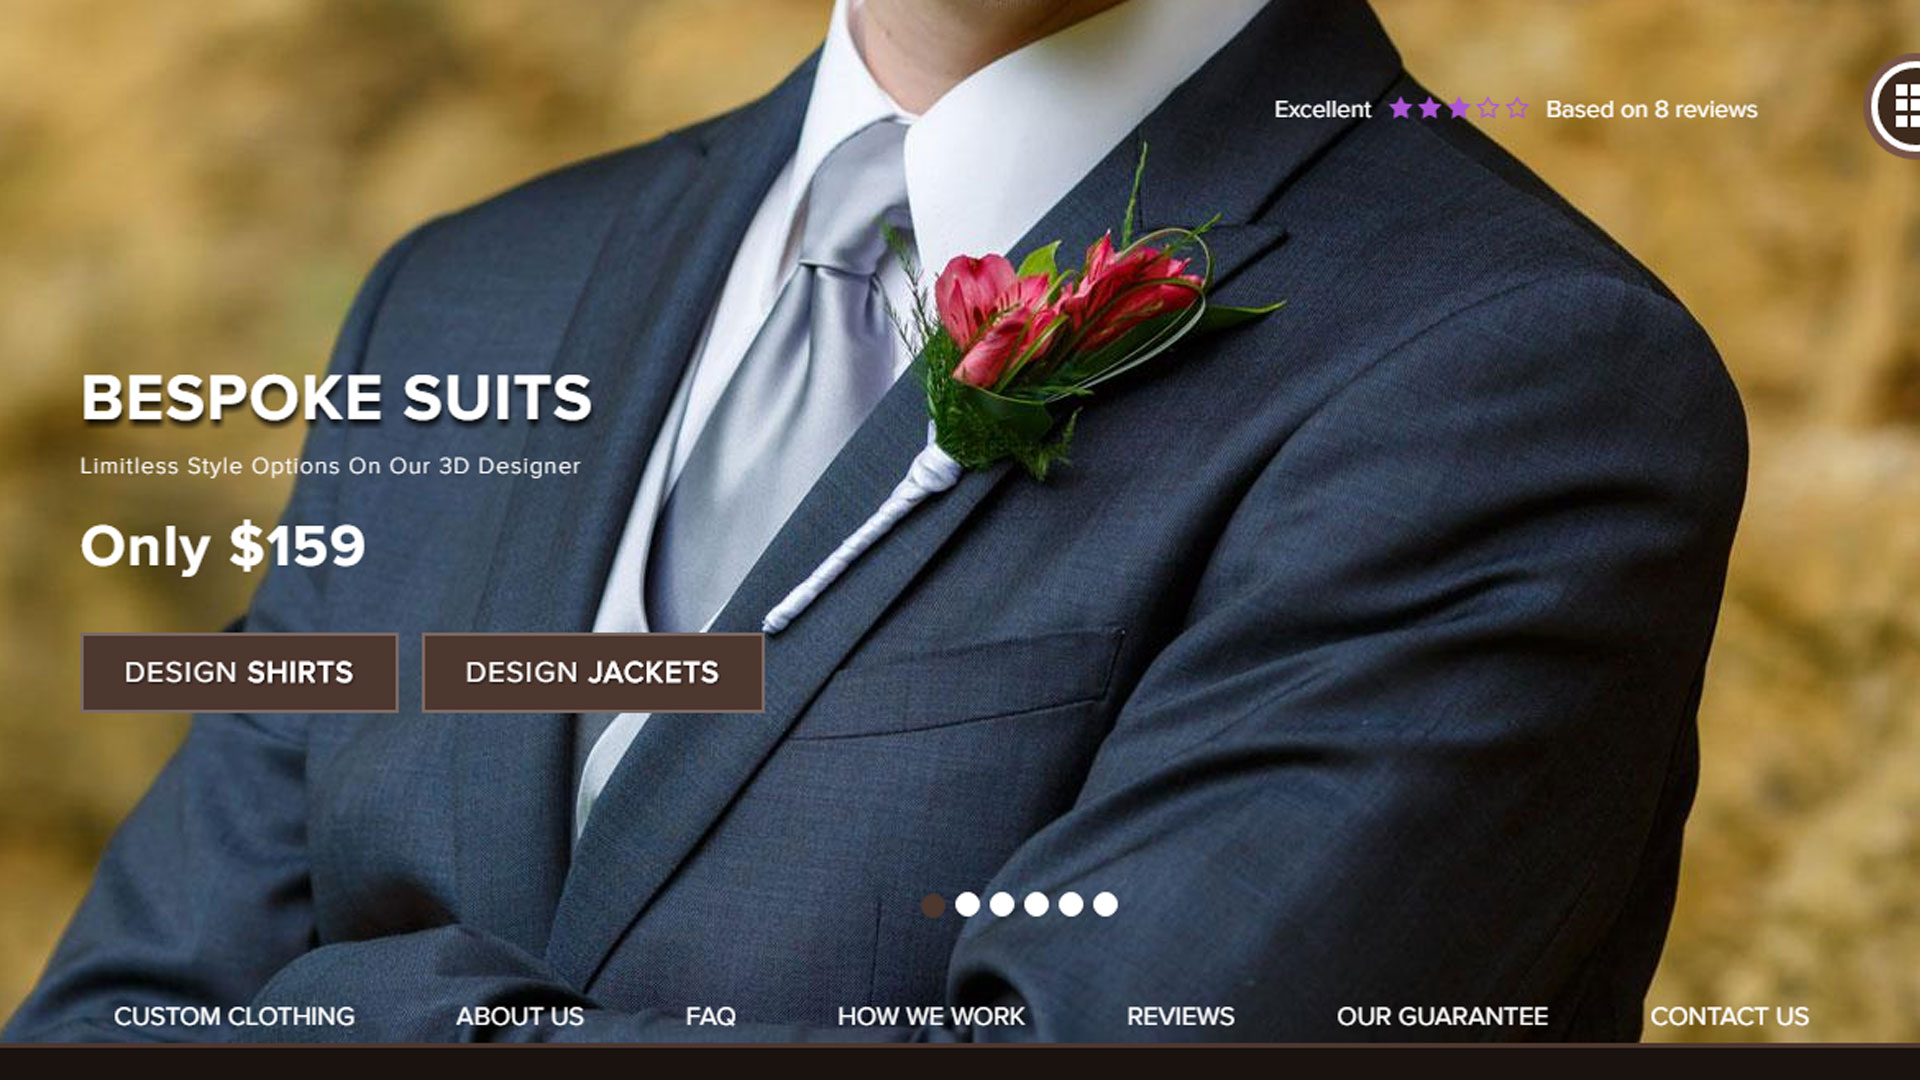 Excellent Based on 8 reviews
BESPOKE SUITS
Limitless Style Options On Our 3D Designer
Only $159
DESIGN SHIRTS
DESIGN JACKETS
CUSTOM CLOTHING
ABOUT US
FAQ
HOW WE WORK
REVIEWS
OUR GUARANTEE
CONTACT US